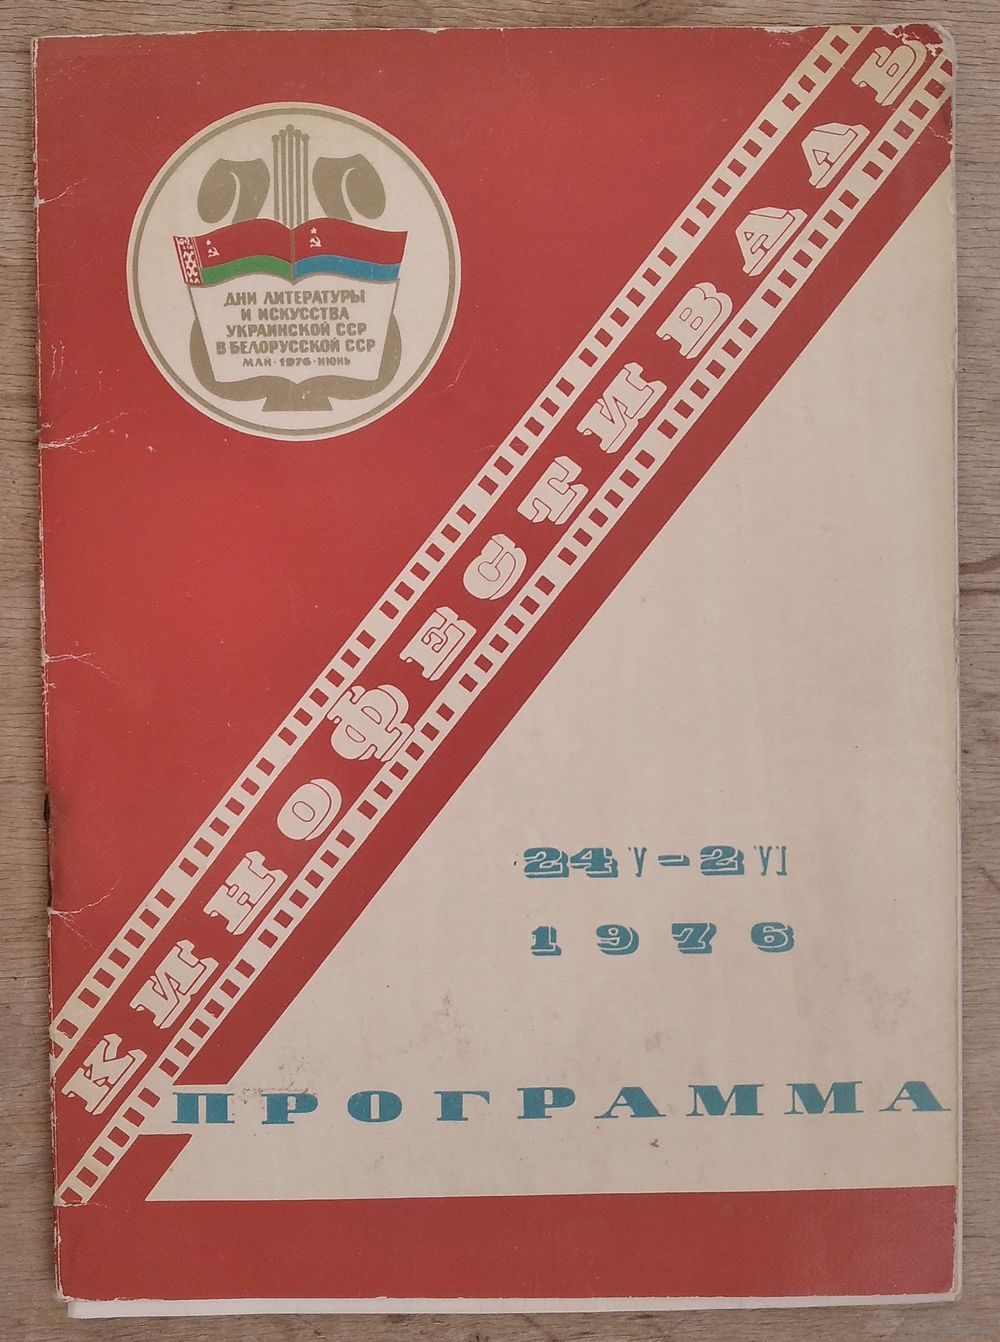 ДНИ ЛИТЕРАТУРЫ
И ИСКУССТВА
УКРАИНСКОЙ ССР
В БЕЛОРУССКОЙ ССР
МАЙ · 1976 · ИЮНЬ
КИНОФЕСТИВАЛЬ
24 V – 2 VI
1976
ПРОГРАММА